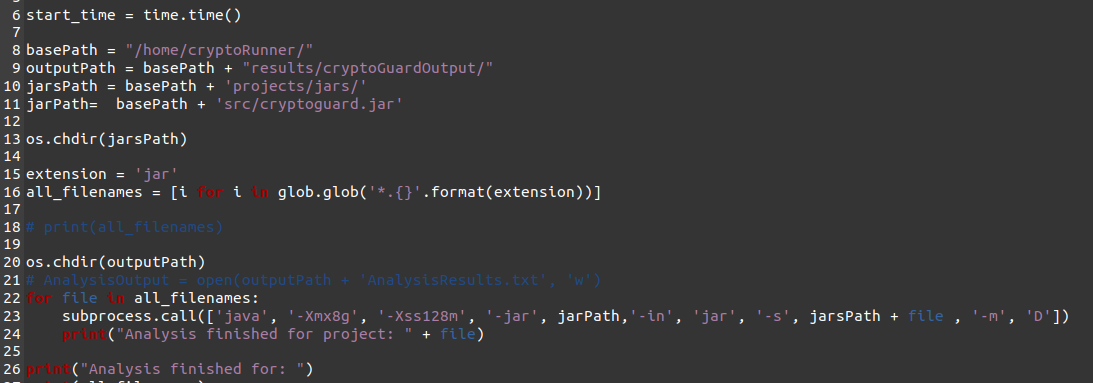 6 start_time = time.time()
7
8 basePath = "/home/cryptoRunner/"
9 outputPath = basePath + "results/cryptoGuardOutput/"
10 jarsPath = basePath + 'projects/jars/'
11 jarPath=  basePath + 'src/cryptoguard.jar'
12
13 os.chdir(jarsPath)
14
15 extension = 'jar'
16 all_filenames = [i for i in glob.glob('*.{}'.format(extension))]
17
18 # print(all_filenames)
19
20 os.chdir(outputPath)
21 # AnalysisOutput = open(outputPath + 'AnalysisResults.txt', 'w')
22 for file in all_filenames:
23     subprocess.call(['java', '-Xmx8g', '-Xss128m', '-jar', jarPath,'-in', 'jar', '-s', jarsPath + file , '-m', 'D'])
24     print("Analysis finished for project: " + file)
25
26 print("Analysis finished for: ")